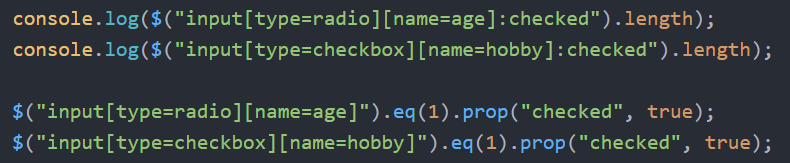 console.log($("input[type=radio][name=age]:checked").length);
console.log($("input[type=checkbox][name=hobby]:checked").length);
$("input[type=radio][name=age]").eq(1).prop("checked", true);
$("input[type=checkbox][name=hobby]").eq(1).prop("checked", true);